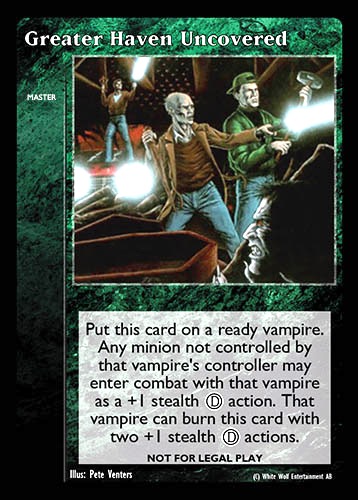 Greater Haven Uncovered
MASTER
Put this card on a ready vampire.
Any minion not controlled by
that vampire's controller may
enter combat with that vampire
as a +1 stealth Ⓓ action. That
vampire can burn this card with
two +1 stealth Ⓓ actions.
NOT FOR LEGAL PLAY
Illus: Pete Venters
(C) White Wolf Entertainment AB